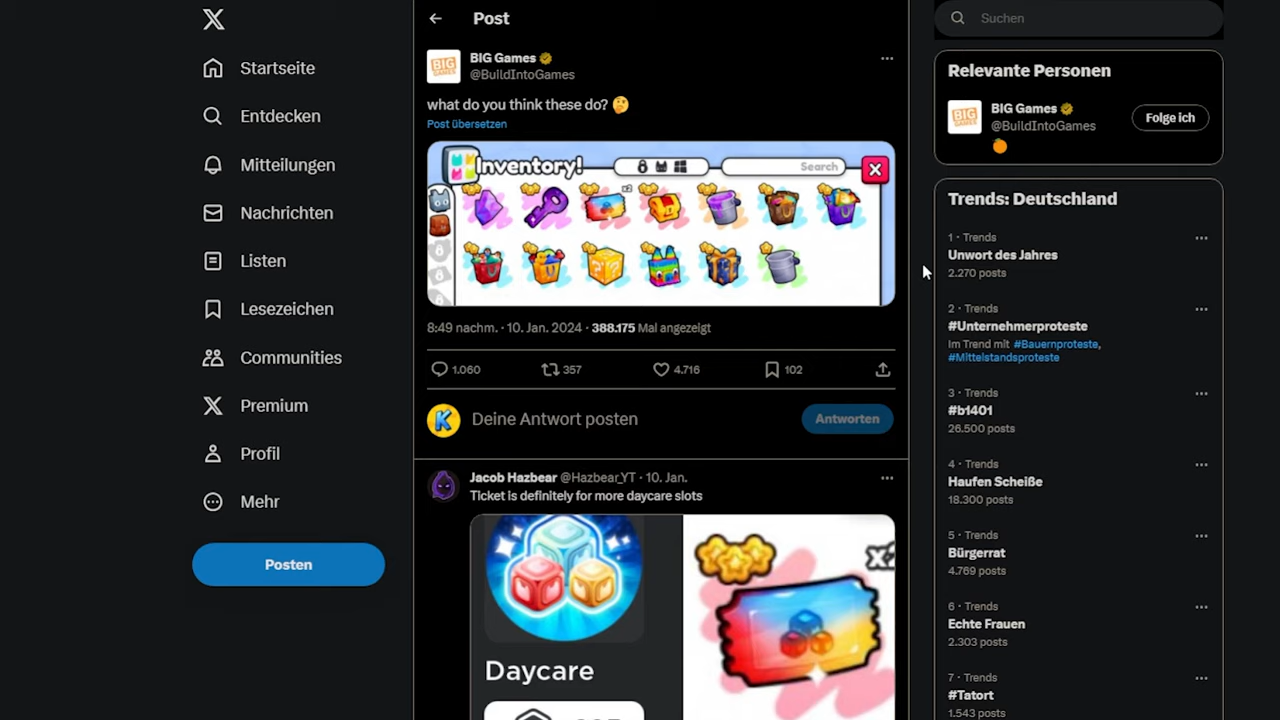 Startseite
Entdecken
Mitteilungen
Nachrichten
Listen
Lesezeichen
Communities
Premium
Profil
Mehr
Posten
Post
BIG
GAMES
BIG Games
@BuildIntoGames
what do you think these do? 🤔
Post übersetzen
Inventory!
Search
x2
8:49 nachm. · 10. Jan. 2024 · 388.175 Mal angezeigt
1.060
357
4.716
102
K
Deine Antwort posten
Antworten
Jacob Hazbear @Hazbear_YT · 10. Jan.
Ticket is definitely for more daycare slots
x2
Daycare
Suchen
Relevante Personen
BIG
GAMES
BIG Games
@BuildIntoGames
Folge ich
Trends: Deutschland
1 · Trends
Unwort des Jahres
2.270 posts
2 · Trends
#Unternehmerproteste
Im Trend mit #Bauernproteste,
#Mittelstandsproteste
3 · Trends
#b1401
26.500 posts
4 · Trends
Haufen Scheiße
18.300 posts
5 · Trends
Bürgerrat
4.769 posts
6 · Trends
Echte Frauen
2.303 posts
7 · Trends
#Tatort
1.543 posts